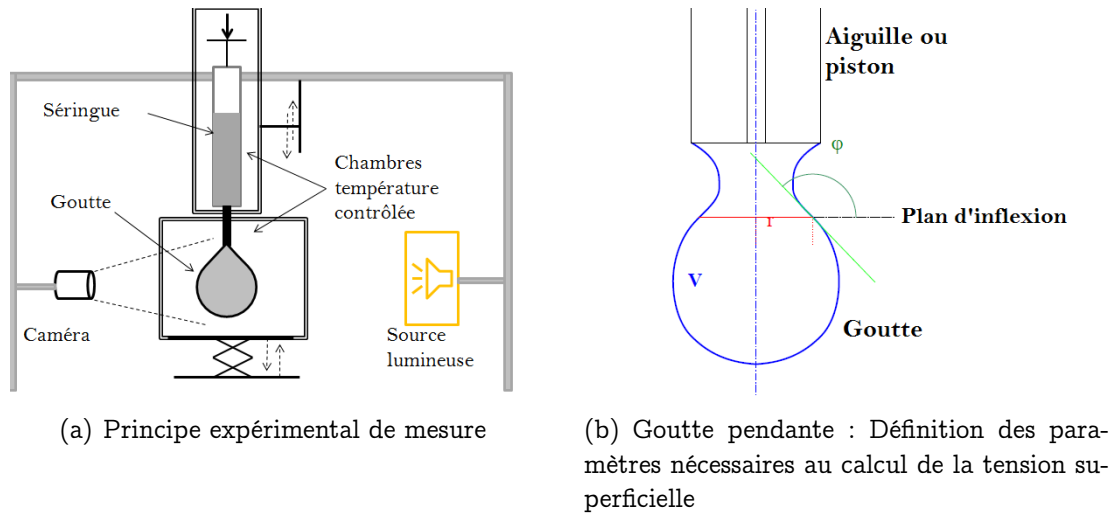 Séringue
Goutte
Chambres
température
contrôlée
Caméra
Source
lumineuse
Aiguille ou
piston
φ
Plan d'inflexion
r
V
Goutte
(a) Principe expérimental de mesure
(b) Goutte pendante : Définition des para-
mètres nécessaires au calcul de la tension su-
perficielle